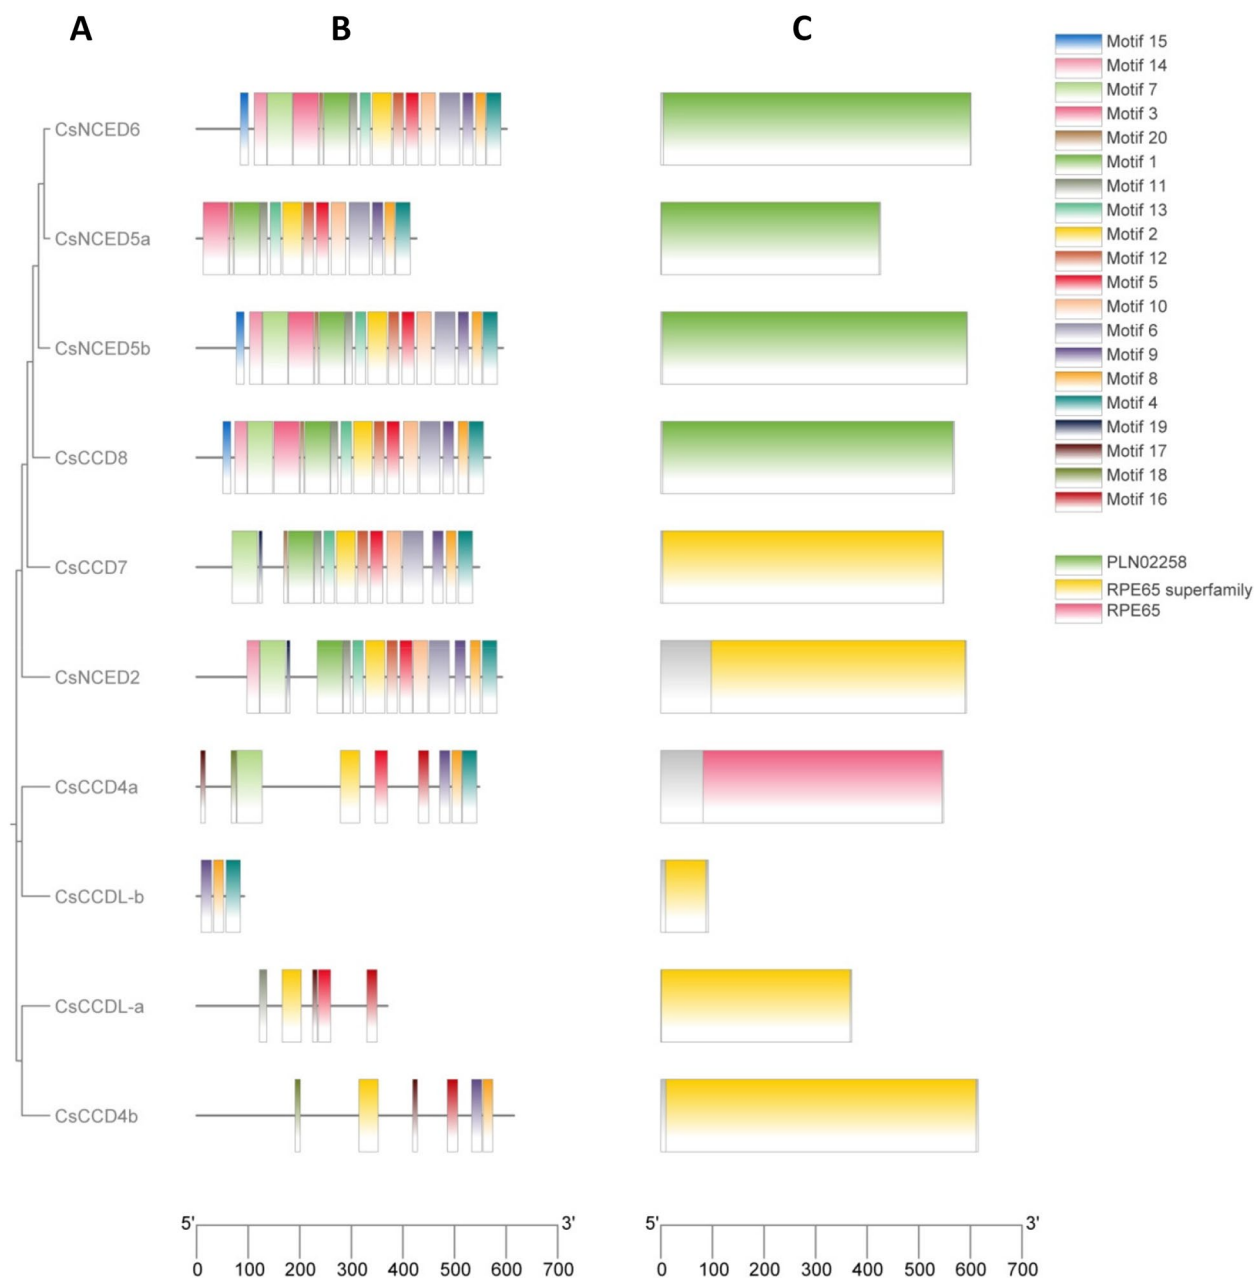 A B C
CsNCED6
CsNCED5a
CsNCED5b
CsCCD8
CsCCD7
CsNCED2
CsCCD4a
CsCCDL-b
CsCCDL-a
CsCCD4b
5' 3'
0 100 200 300 400 500 600 700
5' 3'
0 100 200 300 400 500 600 700
Motif 15
Motif 14
Motif 7
Motif 3
Motif 20
Motif 1
Motif 11
Motif 13
Motif 2
Motif 12
Motif 5
Motif 10
Motif 6
Motif 9
Motif 8
Motif 4
Motif 19
Motif 17
Motif 18
Motif 16
PLN02258
RPE65 superfamily
RPE65